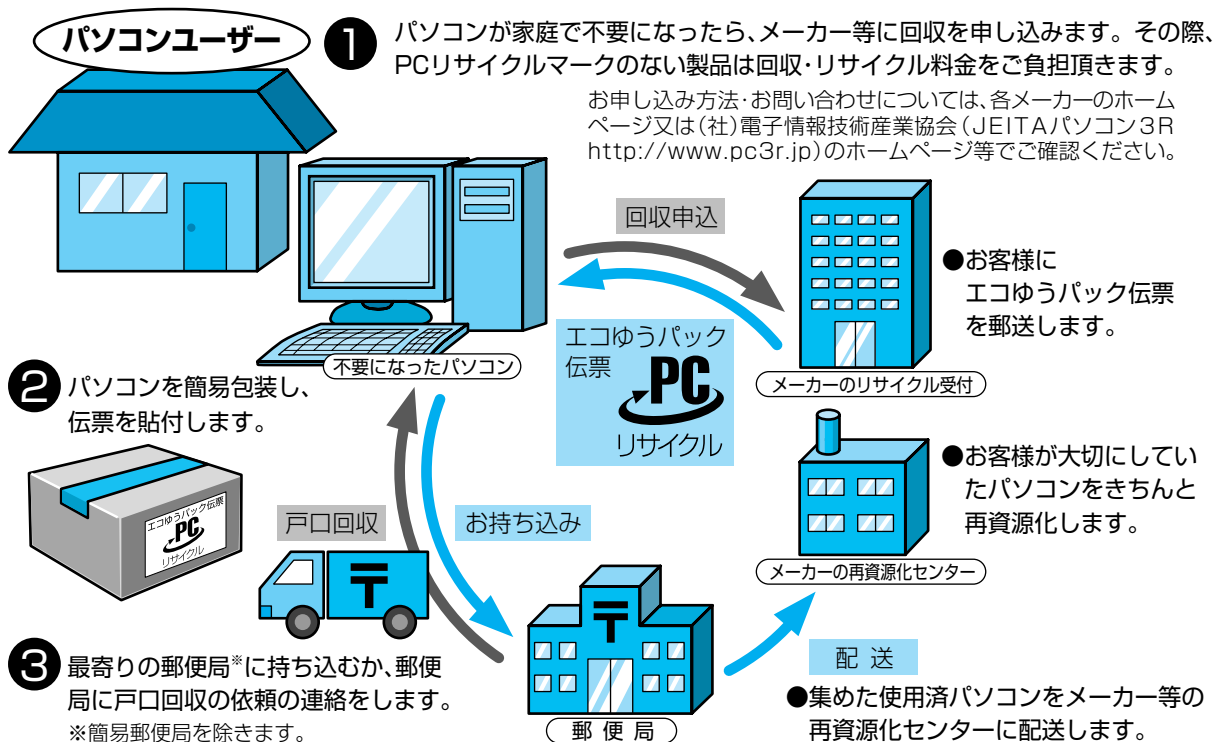 パソコンユーザー
❶ パソコンが家庭で不要になったら、メーカー等に回収を申し込みます。その際、
PCリサイクルマークのない製品は回収・リサイクル料金をご負担頂きます。
お申し込み方法・お問い合わせについては、各メーカーのホーム
ページ又は(社)電子情報技術産業協会(JEITAパソコン3R
http://www.pc3r.jp)のホームページ等でご確認ください。
回収申込
●お客様に
エコゆうパック伝票
を郵送します。
エコゆうパック
伝票
PC
リサイクル
不要になったパソコン
メーカーのリサイクル受付
❷ パソコンを簡易包装し、
伝票を貼付します。
エコゆうパック伝票
PC
リサイクル
戸口回収
お持ち込み
●お客様が大切にしてい
たパソコンをきちんと
再資源化します。
メーカーの再資源化センター
❸ 最寄りの郵便局※に持ち込むか、郵便
局に戸口回収の依頼の連絡をします。
※簡易郵便局を除きます。
〒
〒
郵便局
配送
●集めた使用済パソコンをメーカー等の
再資源化センターに配送します。